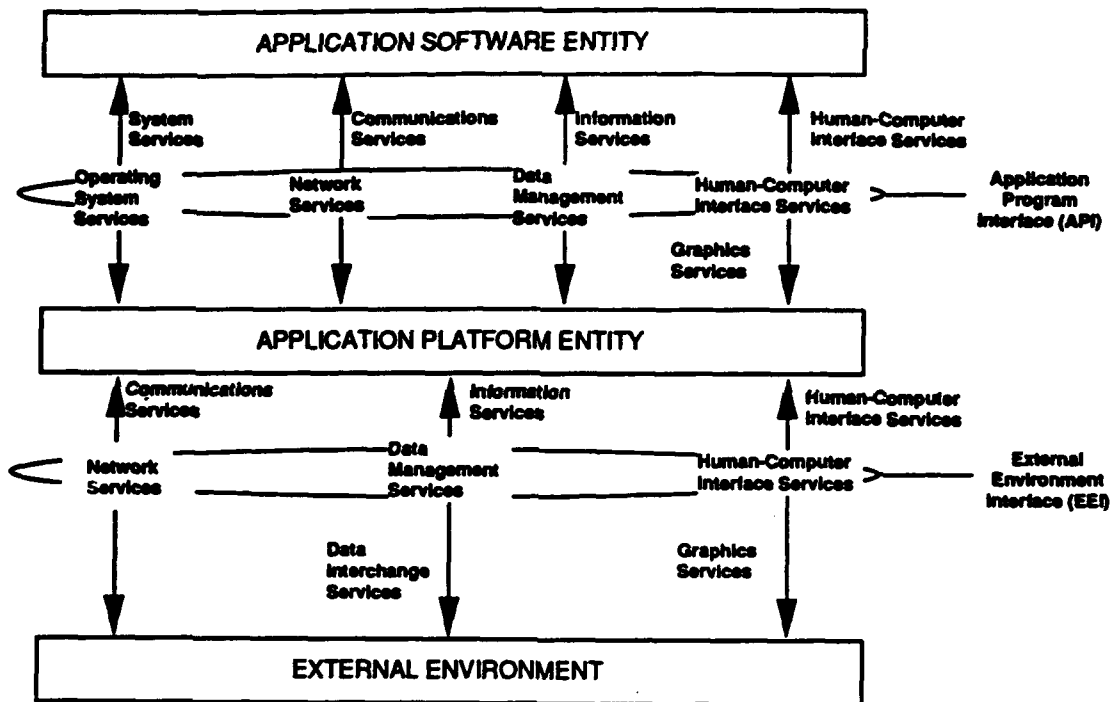 APPLICATION SOFTWARE ENTITY
System
Services
Communications
Services
Information
Services
Human-Computer
Interface Services
Operating
System
Services
Network
Services
Data
Management
Services
Human-Computer
Interface Services
Application
Program
Interface (API)
Graphics
Services
APPLICATION PLATFORM ENTITY
Communications
Services
Information
Services
Human-Computer
Interface Services
Network
Services
Data
Management
Services
Human-Computer
Interface Services
External
Environment
Interface (EEI)
Data
Interchange
Services
Graphics
Services
EXTERNAL ENVIRONMENT